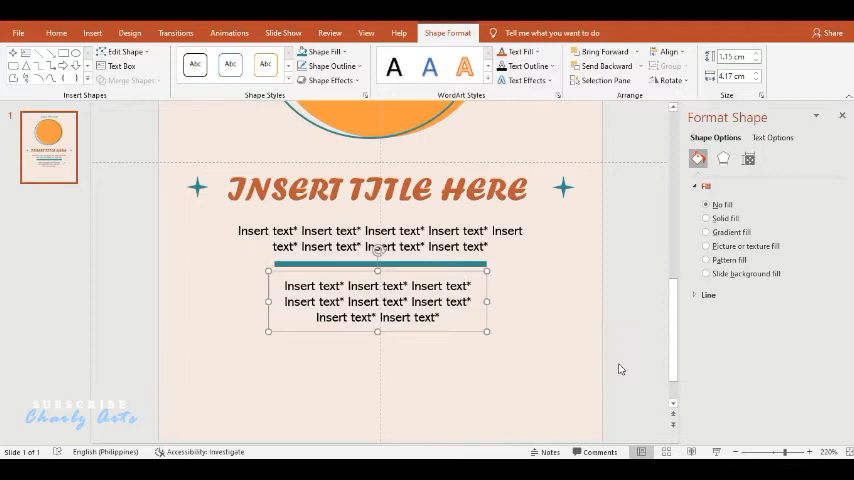 File Home Insert Design Transitions Animations Slide Show Review View Help Shape Format Tell me what you want to do Share
Edit Shape Text Box Merge Shapes Insert Shapes
Abc Abc Abc Shape Fill Shape Outline Shape Effects Shape Styles
A A A Text Fill Text Outline Text Effects WordArt Styles
Bring Forward Send Backward Selection Pane Align Group Rotate Arrange
1.15 cm 4.17 cm Size
1
INSERT TITLE HERE
Insert text* Insert text* Insert text* Insert text* Insert
text* Insert text* Insert text* Insert text*
Insert text* Insert text* Insert text*
Insert text* Insert text* Insert text*
Insert text* Insert text*
Format Shape
Shape Options Text Options
Fill
No fill
Solid fill
Gradient fill
Picture or texture fill
Pattern fill
Slide background fill
Line
SUBSCRIBE
Charly Arts
Slide 1 of 1 English (Philippines) Accessibility: Investigate Notes Comments 220%